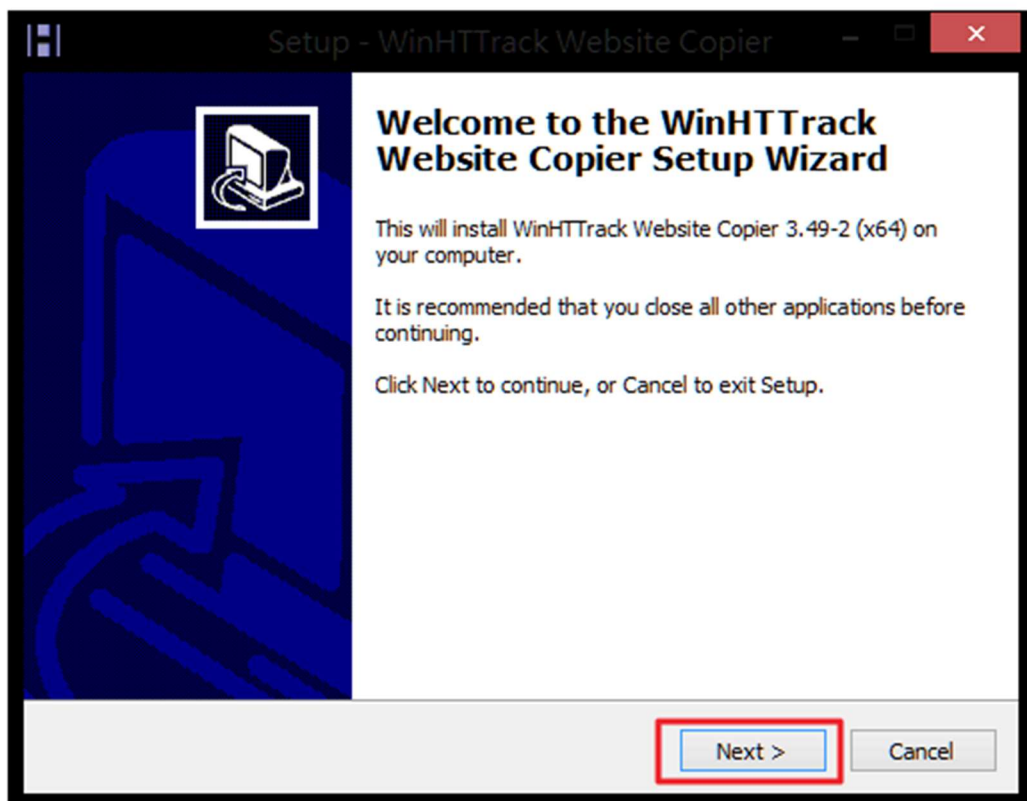 Setup - WinHTTrack Website Copier
Welcome to the WinHTTrack
Website Copier Setup Wizard
This will install WinHTTrack Website Copier 3.49-2 (x64) on
your computer.
It is recommended that you close all other applications before
continuing.
Click Next to continue, or Cancel to exit Setup.
Next >
Cancel